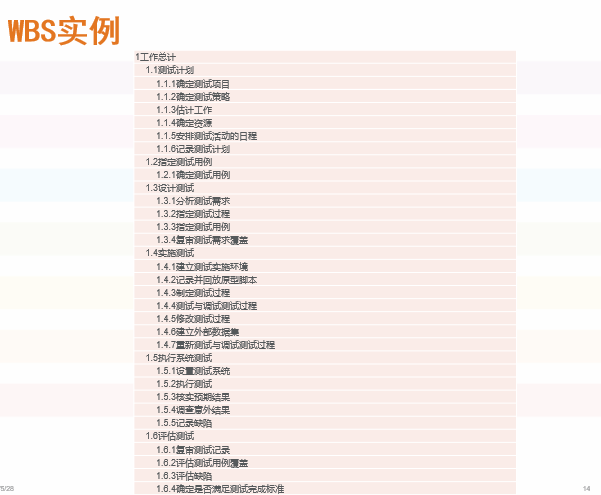 WBS实例
1工作总计
1.1测试计划
1.1.1确定测试项目
1.1.2确定测试策略
1.1.3估计工作
1.1.4确定资源
1.1.5安排测试活动的日程
1.1.6记录测试计划
1.2指定测试用例
1.2.1确定测试用例
1.3设计测试
1.3.1分析测试需求
1.3.2指定测试过程
1.3.3指定测试用例
1.3.4复审测试需求覆盖
1.4实施测试
1.4.1建立测试实施环境
1.4.2记录并回放原型脚本
1.4.3制定测试过程
1.4.4测试与调试测试过程
1.4.5修改测试过程
1.4.6建立外部数据集
1.4.7重新测试与调试测试过程
1.5执行系统测试
1.5.1设置测试系统
1.5.2执行测试
1.5.3核实预期结果
1.5.4调查意外结果
1.5.5记录缺陷
1.6评估测试
1.6.1复审测试记录
1.6.2评估测试用例覆盖
1.6.3评估缺陷
1.6.4确定是否满足测试完成标准
5/28
14